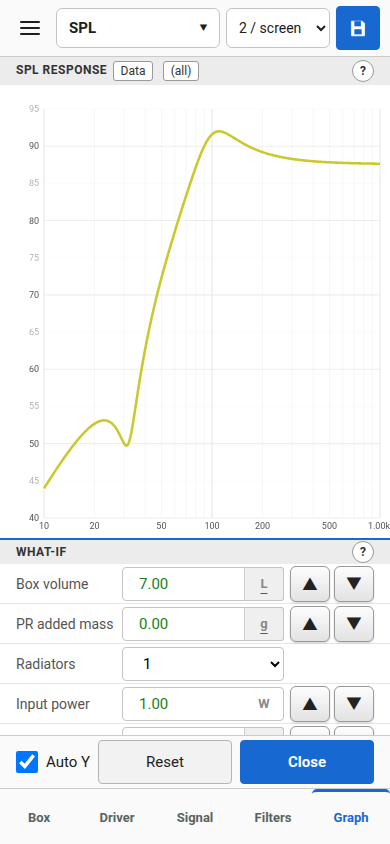 SPL ▼ 2 / screen
SPL RESPONSE Data (all) ?
95
90
85
80
75
70
65
60
55
50
45
40
10 20 50 100 200 500 1.00k
WHAT-IF ?
Box volume 7.00 L ▲ ▼
PR added mass 0.00 g ▲ ▼
Radiators 1
Input power 1.00 W ▲ ▼
Auto Y Reset Close
Box Driver Signal Filters Graph